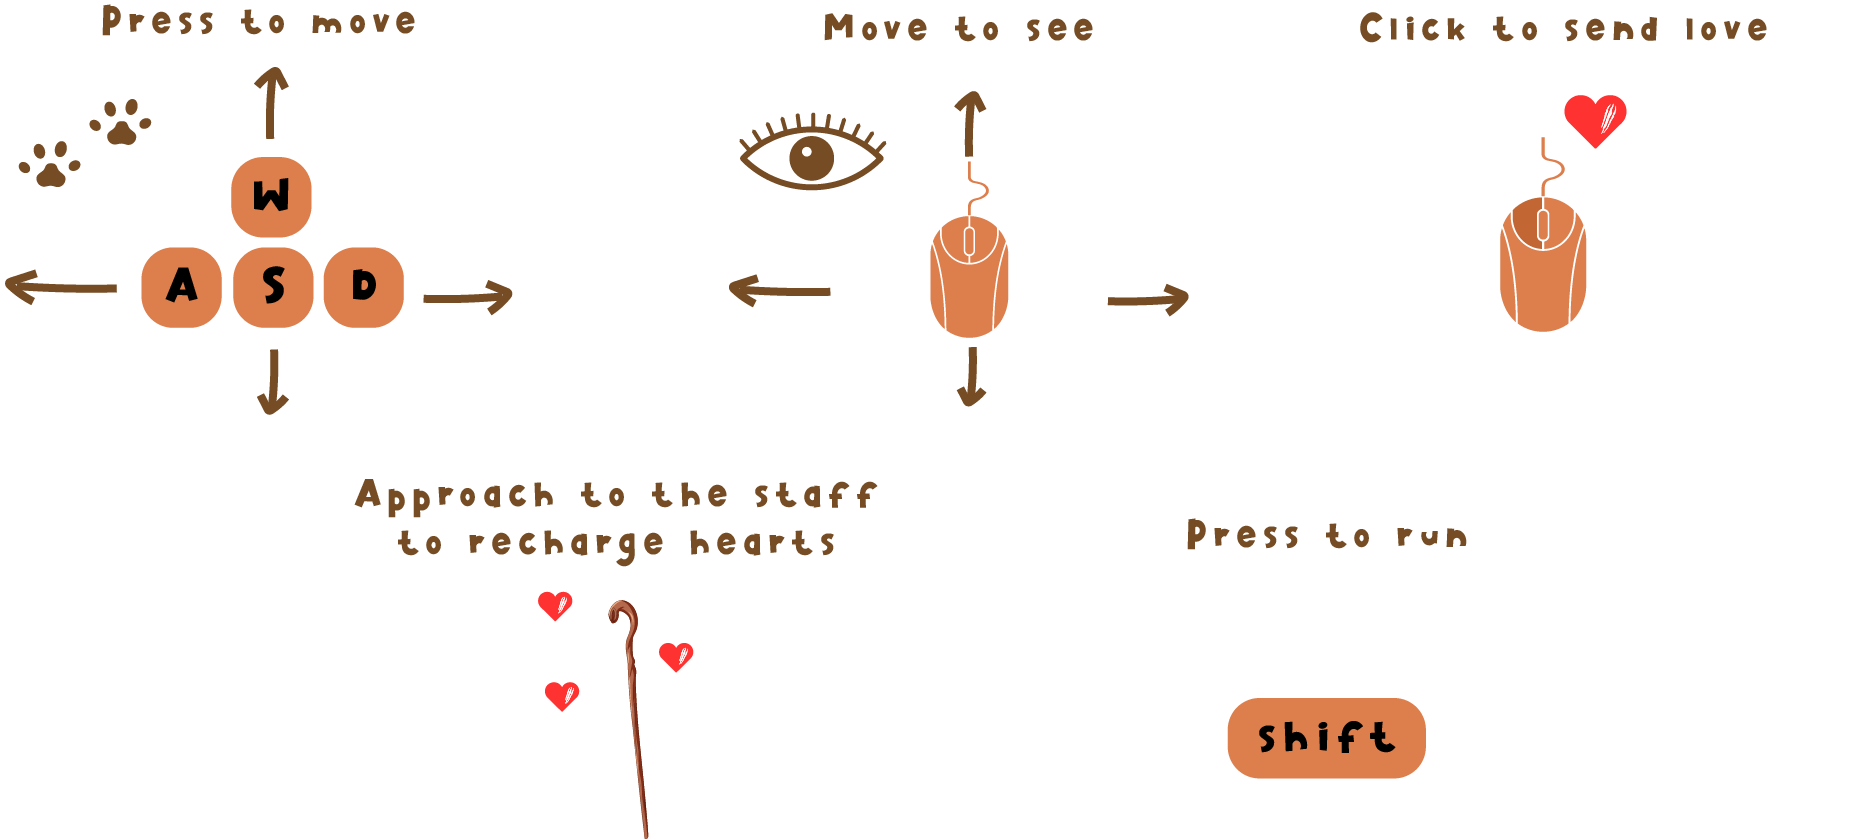 Press to move
Move to see
Click to send love
W
A S D
Approach to the staff
to recharge hearts
Press to run
shift